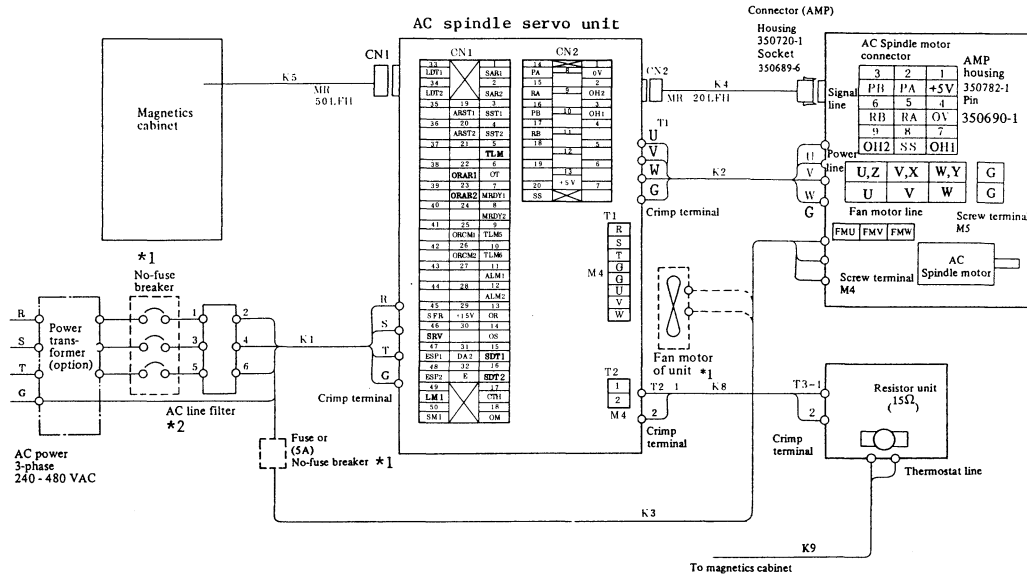 AC spindle servo unit
Connector (AMP)
Housing
350720-1
Socket
350689-6
AC Spindle motor
connector
AMP
housing
350782-1
Pin
350690-1
3 2 1
PB PA +5V
6 5 4
RB RA OV
9 8 7
OH2 SS OH1
Signal
line
Magnetics
cabinet
K5
MR
50LFH
CN1
CN1
33 1
LDT1 SAR1
34 2
LDT2 SAR2
35 19 3
ARST1 SST1
36 20 4
ARST2 SST2
37 21 5
TLM
38 22 6
ORAR1 OT
39 23 7
ORAR2 MRDY1
40 24 8
MRDY2
41 25 9
ORCM1 TLM5
42 26 10
ORCM2 TLM6
43 27 11
ALM1
44 28 12
ALM2
45 29 13
SFR +15V OR
46 30 14
SRV OS
47 31 15
ESP1 DA2 SDT1
48 32 16
ESP2 E SDT2
49 17
LM1 CTH
50 18
SM1 OM
CN2
14 1
PA 8 0V
15 2
RA 9 OH2
16 3
PB 10 OH1
17 4
RB 11
18 5
12
19 6
13
20 +5V 7
SS
CN2
K4
MR 20LFH
T1
U
V
W
G
Crimp terminal
K2
U
V
W
G
Power
line
U,Z V,X W,Y G
U V W G
Fan motor line
Screw terminal
M5
FMU FMV FMW
AC
Spindle motor
Screw terminal
M4
T1
R
S
T
G
G
U
V
W
M4
Fan motor
of unit *1
*1
No-fuse
breaker
R
S
T
G
Power
trans-
former
(option)
1 2
3 4
5 6
AC line filter
*2
K1
R
S
T
G
Crimp terminal
AC power
3-phase
240 - 480 VAC
Fuse or
(5A)
No-fuse breaker *1
T2
1
2
M4
T2 1 K8
2
Crimp
terminal
T3-1
2
Crimp
terminal
Resistor unit
(15Ω)
Thermostat line
K3
K9
To magnetics cabinet